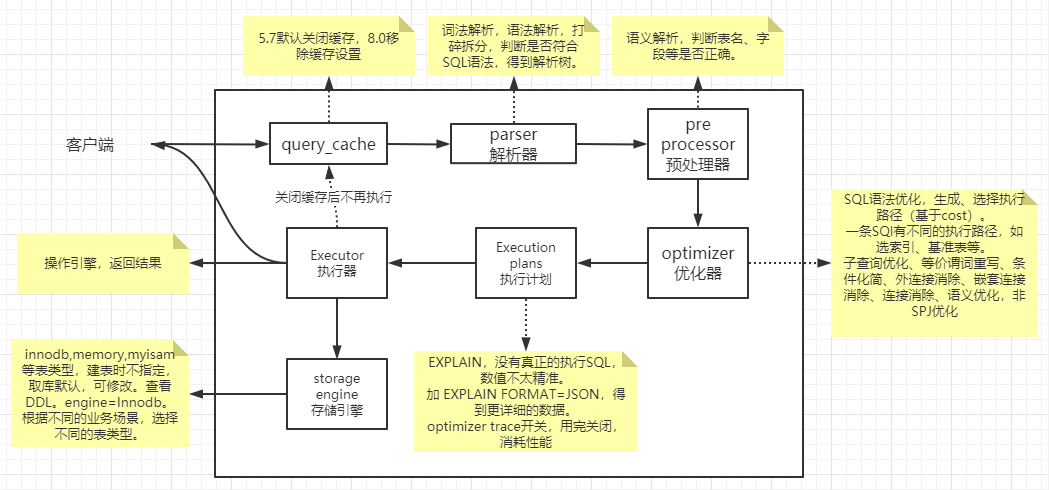 5.7默认关闭缓存，8.0移
除缓存设置
词法解析，语法解析，打
碎拆分，判断是否符合
SQL语法，得到解析树。
语义解析，判断表名、字
段等是否正确。
客户端
query_cache
parser
解析器
pre
processor
预处理器
关闭缓存后不再执行
SQL语法优化，生成、选择执行
路径（基于cost）。
一条SQl有不同的执行路径，如
选索引、基准表等。
子查询优化、等价谓词重写、条
件化简、外连接消除、嵌套连接
消除、连接消除、语义优化，非
SPJ优化
操作引擎，返回结果
Executor
执行器
Execution
plans
执行计划
optimizer
优化器
innodb,memory,myisam
等表类型，建表时不指定，
取库默认，可修改。查看
DDL。engine=Innodb。
根据不同的业务场景，选择
不同的表类型。
storage
engine
存储引擎
EXPLAIN，没有真正的执行SQL，
数值不太精准。
加 EXPLAIN FORMAT=JSON，得
到更详细的数据。
optimizer trace开关，用完关闭，
消耗性能